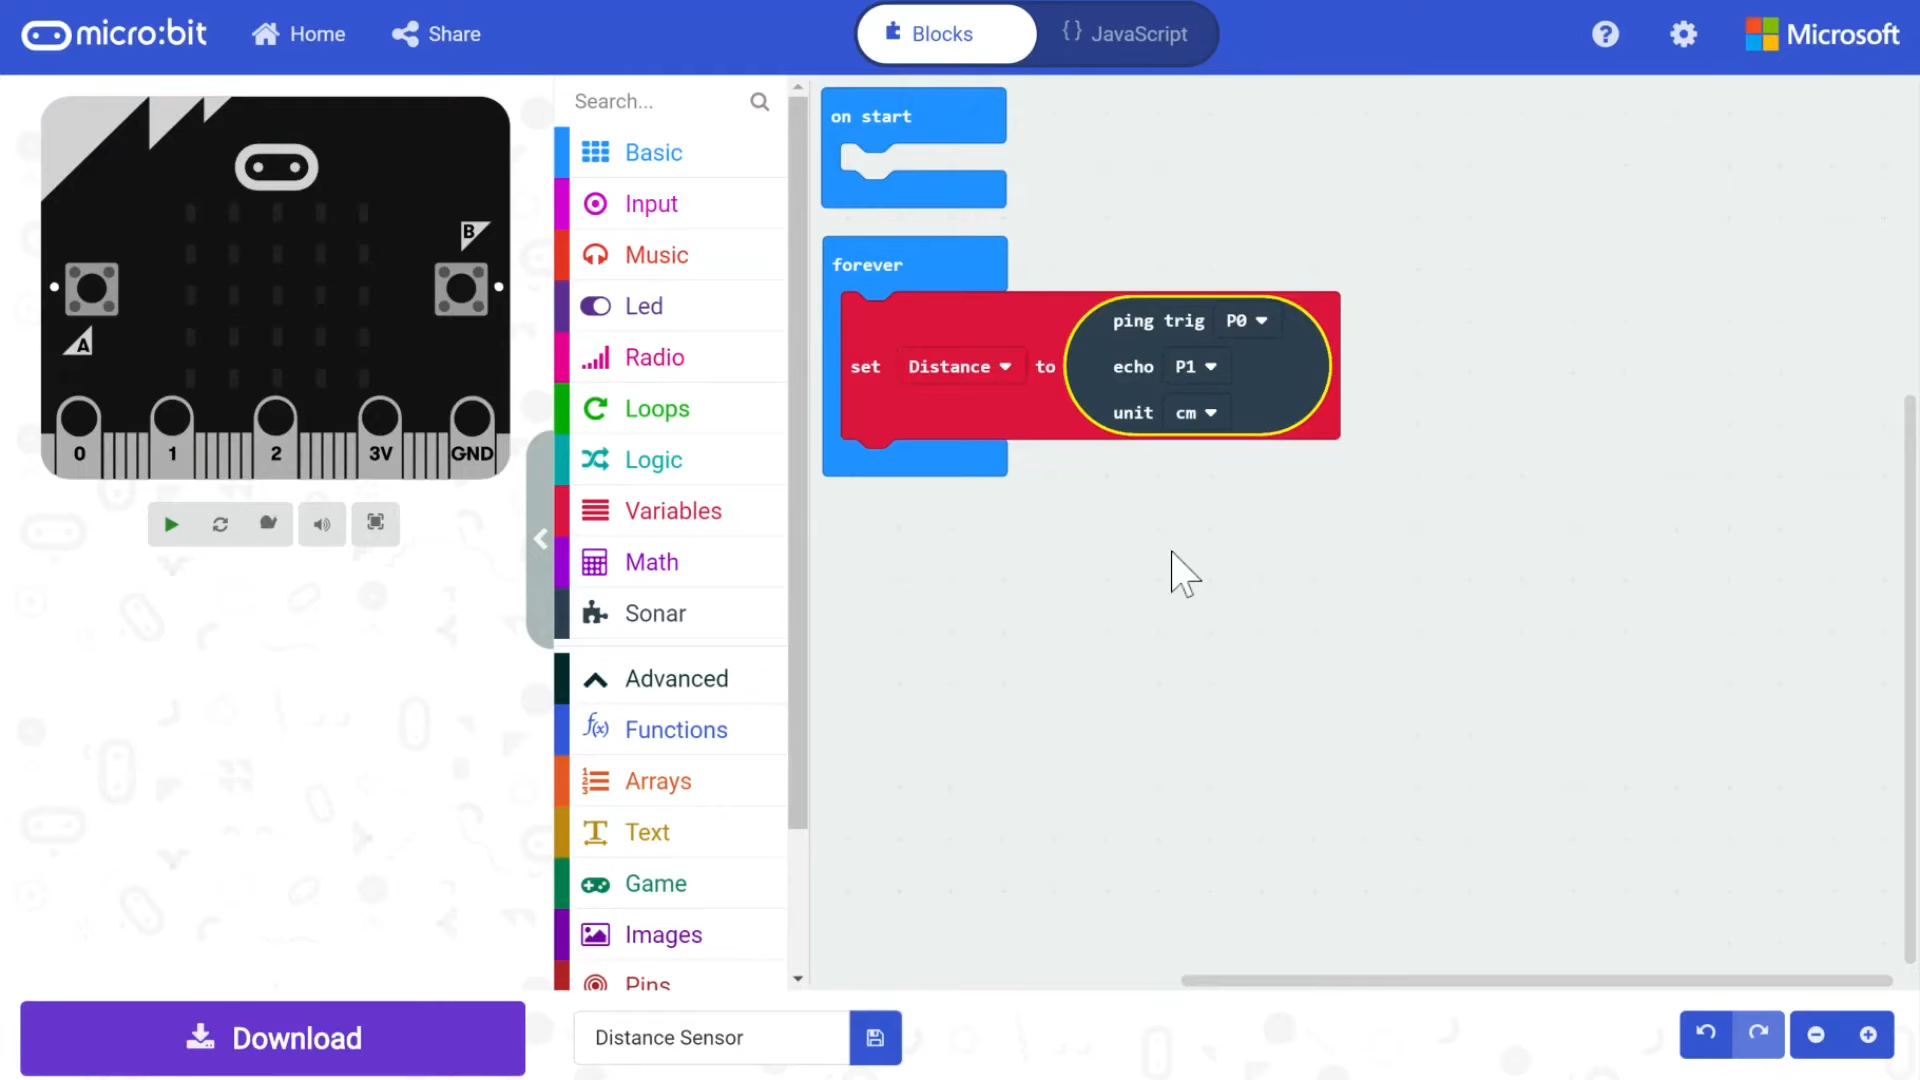 micro:bit Home Share Blocks {} JavaScript ? Microsoft
Search...
Basic
Input
Music
Led
Radio
Loops
Logic
Variables
Math
Sonar
Advanced
f(x) Functions
Arrays
Text
Game
Images
Pins
A
B
0 1 2 3V GND
on start
forever
set Distance to
ping trig P0
echo P1
unit cm
Download
Distance Sensor